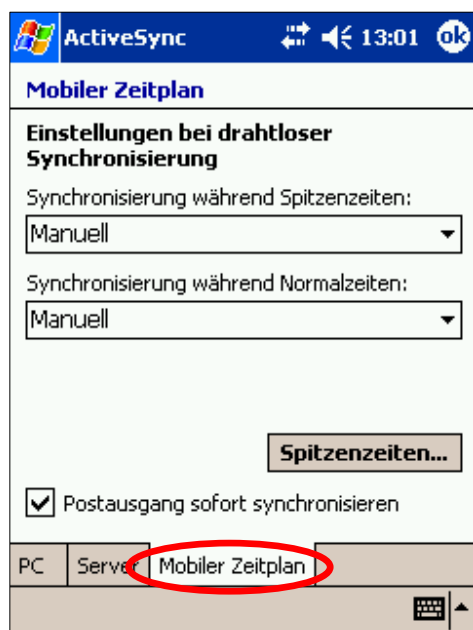 ActiveSync 13:01 ok
Mobiler Zeitplan
Einstellungen bei drahtloser
Synchronisierung
Synchronisierung während Spitzenzeiten:
Manuell
Synchronisierung während Normalzeiten:
Manuell
Spitzenzeiten...
Postausgang sofort synchronisieren
PC Server Mobiler Zeitplan